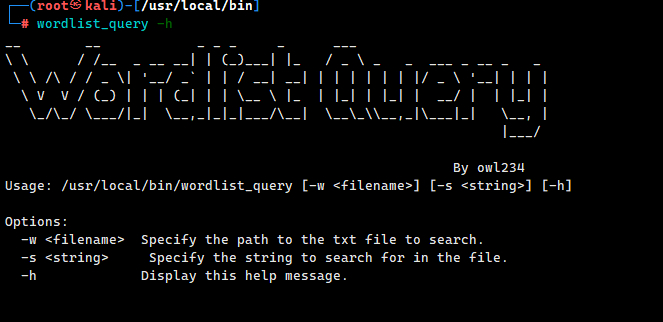 (root㉿kali)-[/usr/local/bin]
# wordlist_query -h
Wordlist Query
By owl234
Usage: /usr/local/bin/wordlist_query [-w <filename>] [-s <string>] [-h]
Options:
-w <filename>  Specify the path to the txt file to search.
-s <string>     Specify the string to search for in the file.
-h             Display this help message.